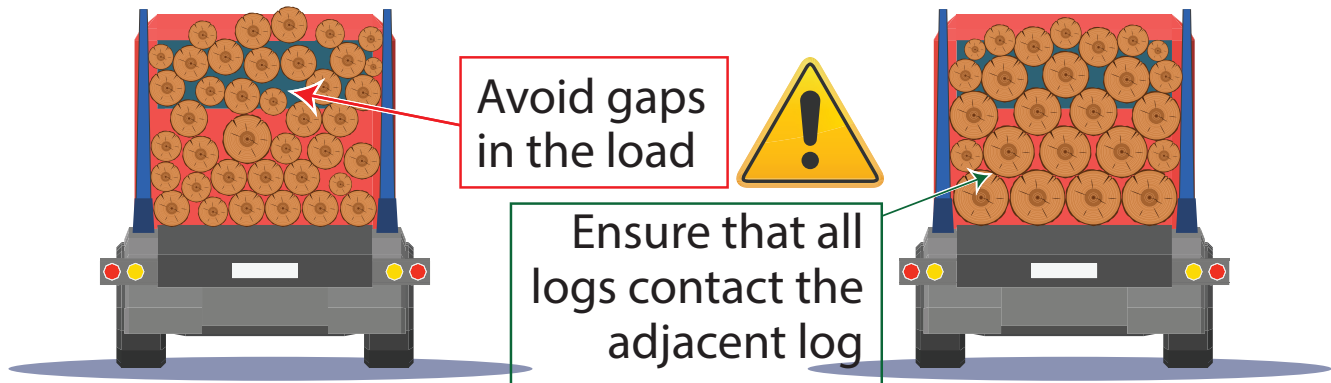 Avoid gaps
in the load
Ensure that all
logs contact the
adjacent log